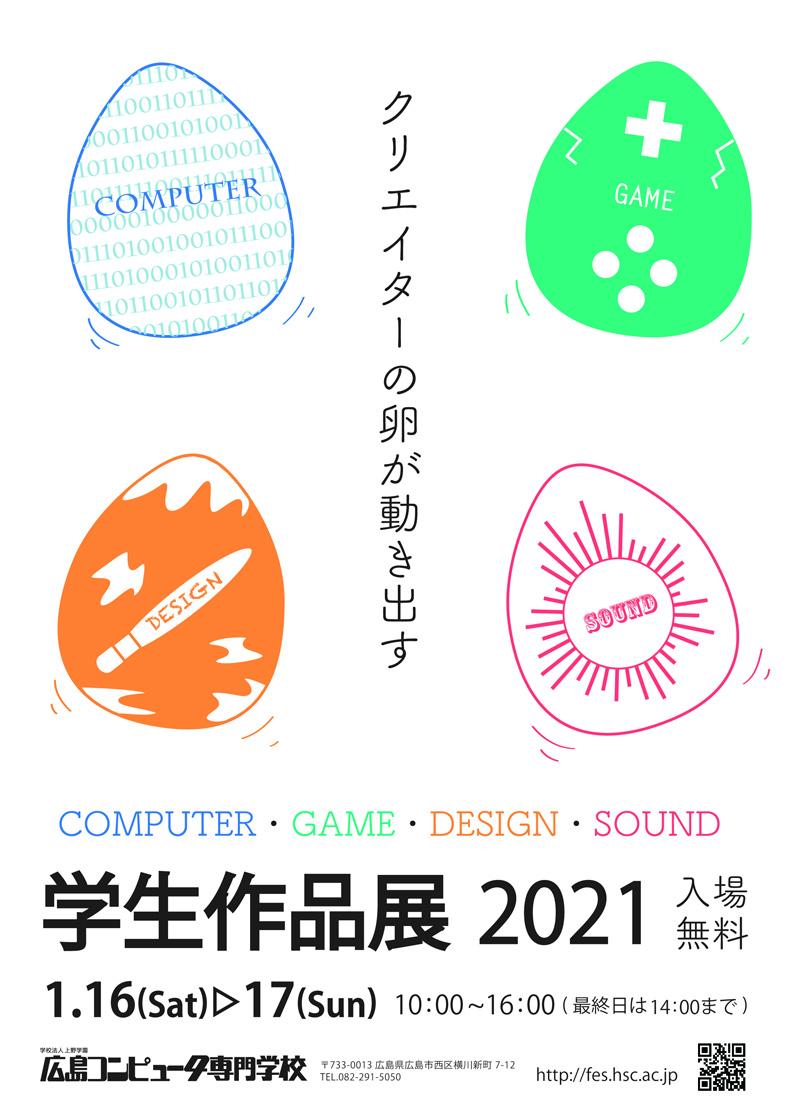 1011101
110011011111
0001100101001
COMPUTER
GAME
クリエイターの卵が動き出す
DESIGN
SOUND
COMPUTER・GAME・DESIGN・SOUND
学生作品展 2021 入場無料
1.16(Sat)▷17(Sun) 10:00~16:00(最終日は14:00まで)
学校法人上野学園
広島コンピュータ専門学校
〒733-0013 広島県広島市西区横川新町 7-12
TEL.082-291-5050
http://fes.hsc.ac.jp